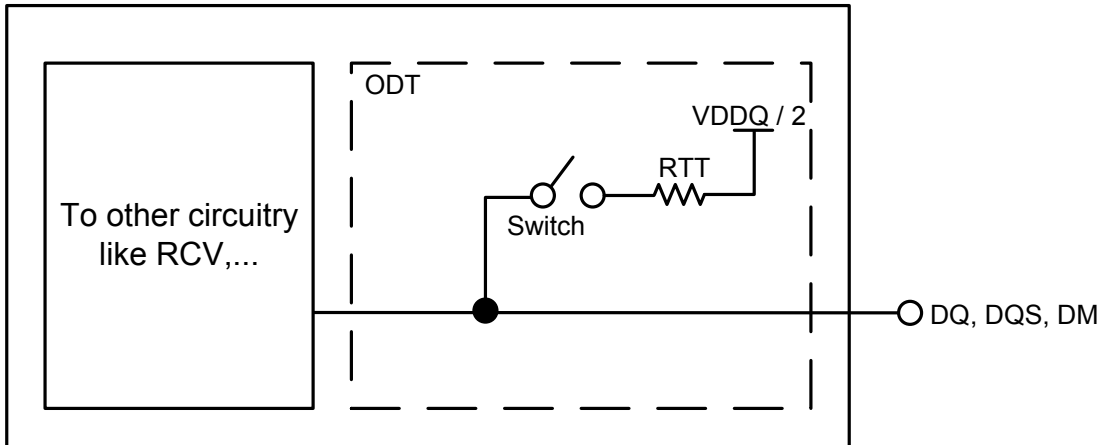 ODT
VDDQ / 2
RTT
Switch
To other circuitry
like RCV,...
DQ, DQS, DM